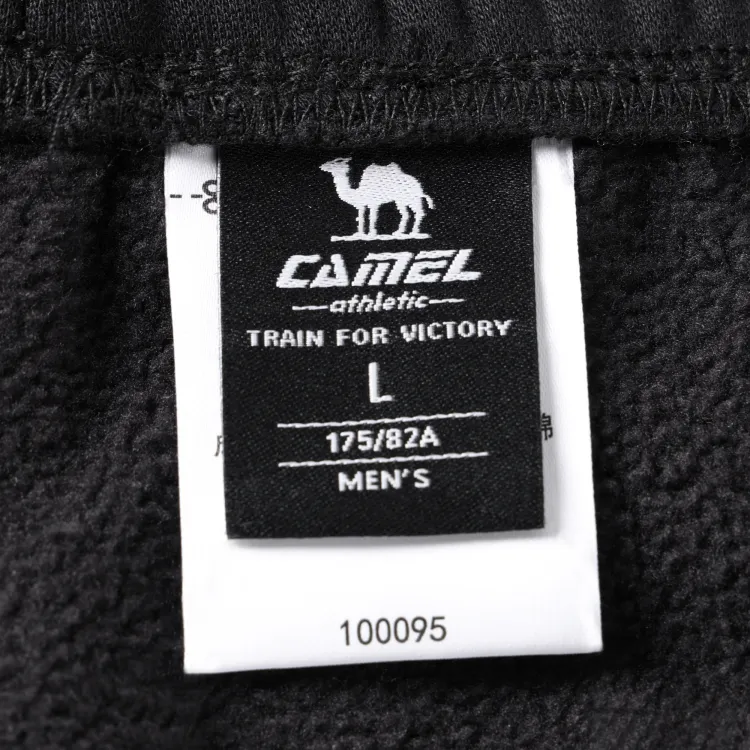 CAMEL
athletic
TRAIN FOR VICTORY
L
175/82A
MEN'S
100095